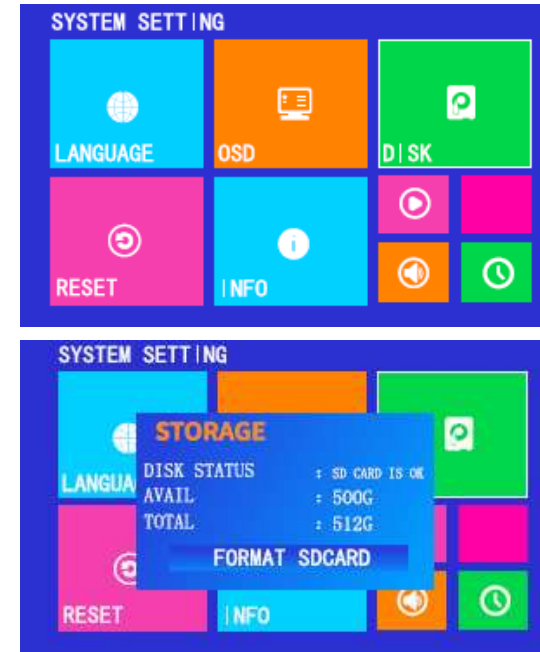 SYSTEM SETTING
LANGUAGE
OSD
DISK
RESET
INFO
SYSTEM SETTING
LANGUA
STORAGE
DISK STATUS : SD CARD IS OK
AVAIL : 500G
TOTAL : 512G
FORMAT SDCARD
RESET
INFO